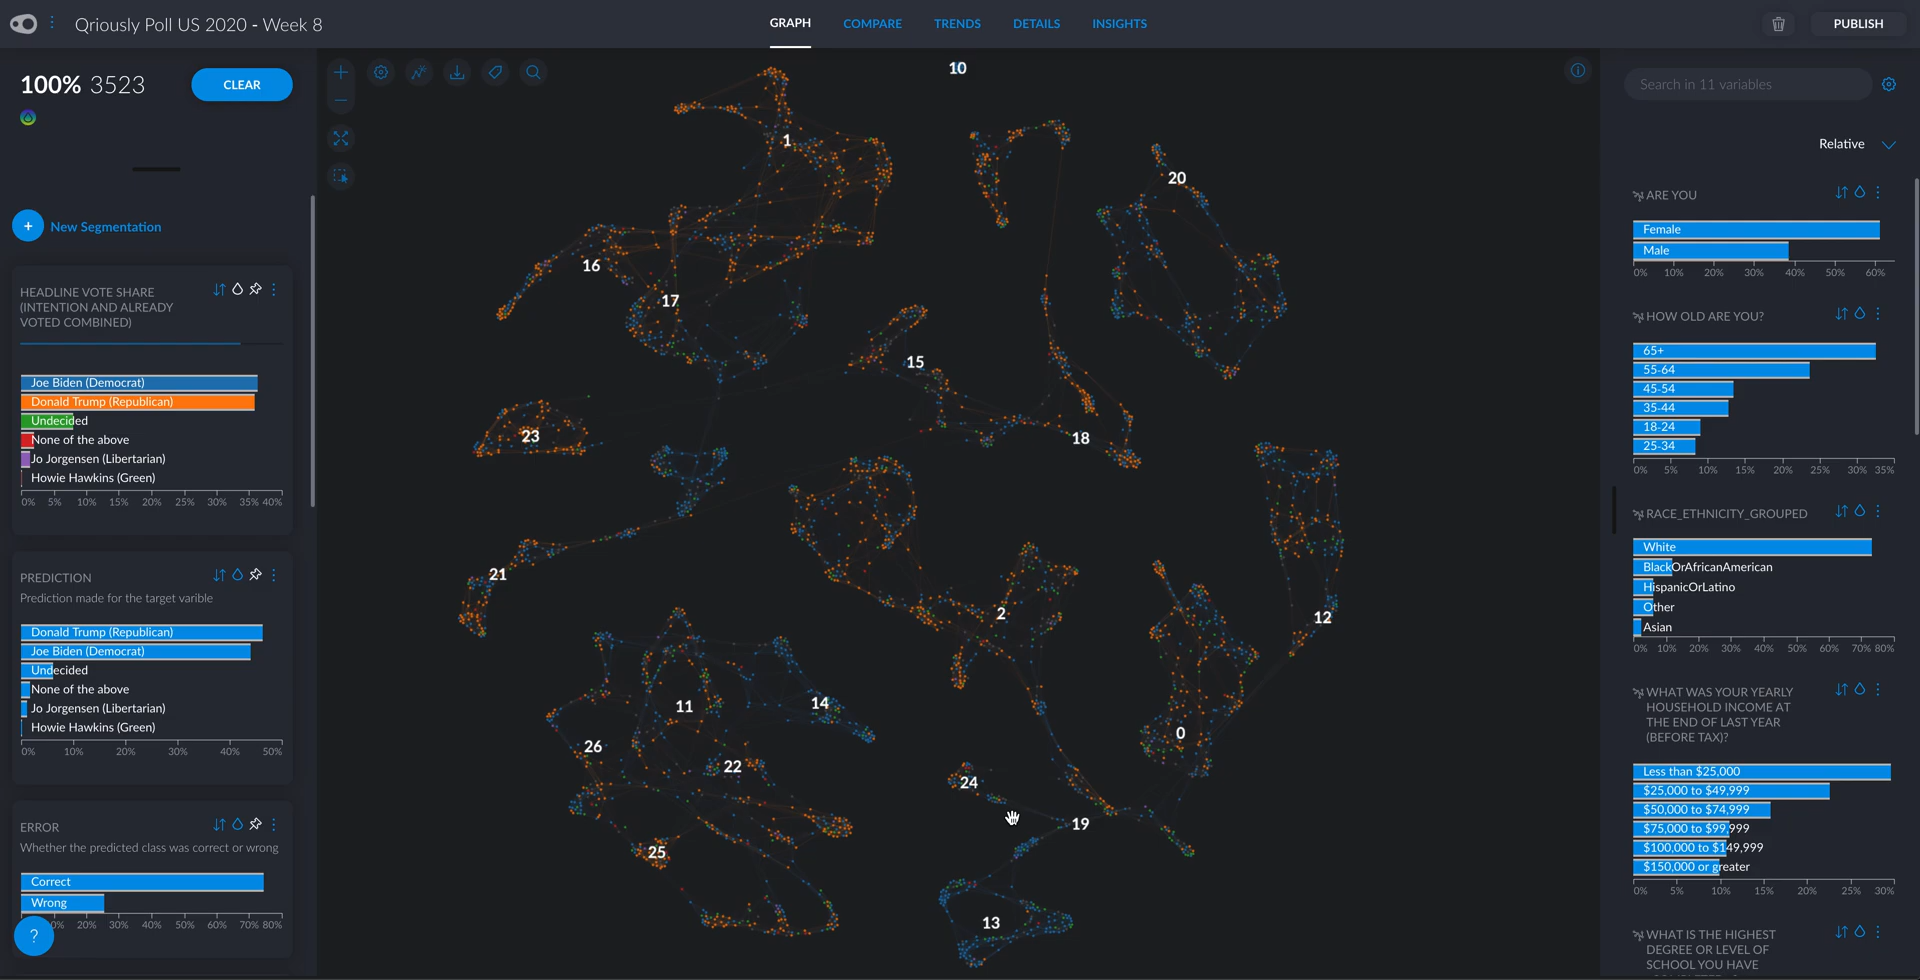 Qriously Poll US 2020 - Week 8
GRAPH
COMPARE
TRENDS
DETAILS
INSIGHTS
PUBLISH
100% 3523
CLEAR
New Segmentation
HEADLINE VOTE SHARE
(INTENTION AND ALREADY
VOTED COMBINED)
Joe Biden (Democrat)
Donald Trump (Republican)
Undecided
None of the above
Jo Jorgensen (Libertarian)
Howie Hawkins (Green)
0% 5% 10% 15% 20% 25% 30% 35% 40%
PREDICTION
Prediction made for the target varible
Donald Trump (Republican)
Joe Biden (Democrat)
Undecided
None of the above
Jo Jorgensen (Libertarian)
Howie Hawkins (Green)
0% 10% 20% 30% 40% 50%
ERROR
Whether the predicted class was correct or wrong
Correct
Wrong
0% 20% 30% 40% 50% 60% 70% 80%
?
10
1
20
16
17
15
23
18
21
2
12
11
14
0
26
22
24
19
25
13
Search in 11 variables
Relative
ARE YOU
Female
Male
0% 10% 20% 30% 40% 50% 60%
HOW OLD ARE YOU?
65+
55-64
45-54
35-44
18-24
25-34
0% 5% 10% 15% 20% 25% 30% 35%
RACE_ETHNICITY_GROUPED
White
BlackOrAfricanAmerican
HispanicOrLatino
Other
Asian
0% 10% 20% 30% 40% 50% 60% 70% 80%
WHAT WAS YOUR YEARLY
HOUSEHOLD INCOME AT
THE END OF LAST YEAR
(BEFORE TAX)?
Less than $25,000
$25,000 to $49,999
$50,000 to $74,999
$75,000 to $99,999
$100,000 to $149,999
$150,000 or greater
0% 5% 10% 15% 20% 25% 30%
WHAT IS THE HIGHEST
DEGREE OR LEVEL OF
SCHOOL YOU HAVE